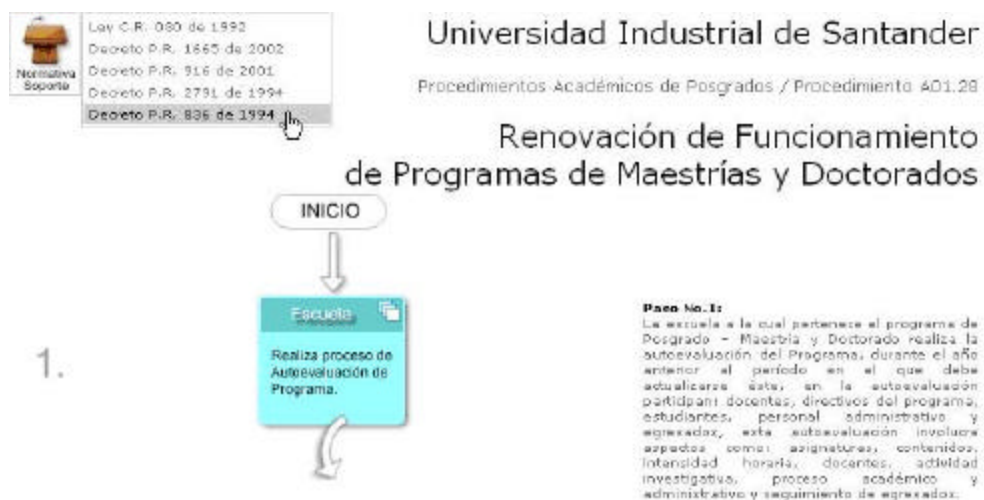 Ley C.R. 030 de 1992
Decreto P.R. 1665 de 2002
Decreto P.R. 916 de 2001
Decreto P.R. 2791 de 1994
Decreto P.R. 836 de 1994
Normativa
Soporte
Universidad Industrial de Santander
Procedimientos Académicos de Posgrados / Procedimiento A01.28
Renovación de Funcionamiento
de Programas de Maestrías y Doctorados
INICIO
Escuela
Realiza proceso de
Autoevaluación de
Programa.
1.
Paso No.1:
La escuela a la cual pertenece el programa de
Posgrado - Maestría y Doctorado realiza la
autoevaluación del Programa, durante el año
anterior al período en el que debe
actualizarse éste, en la autoevaluación
participan: docentes, directivos del programa,
estudiantes, personal administrativo y
egresados, esta autoevaluación involucra
aspectos como: asignaturas, contenidos,
intensidad horaria, docentes, actividad
investigativa, proceso académico y
administrativo y seguimiento de egresados.